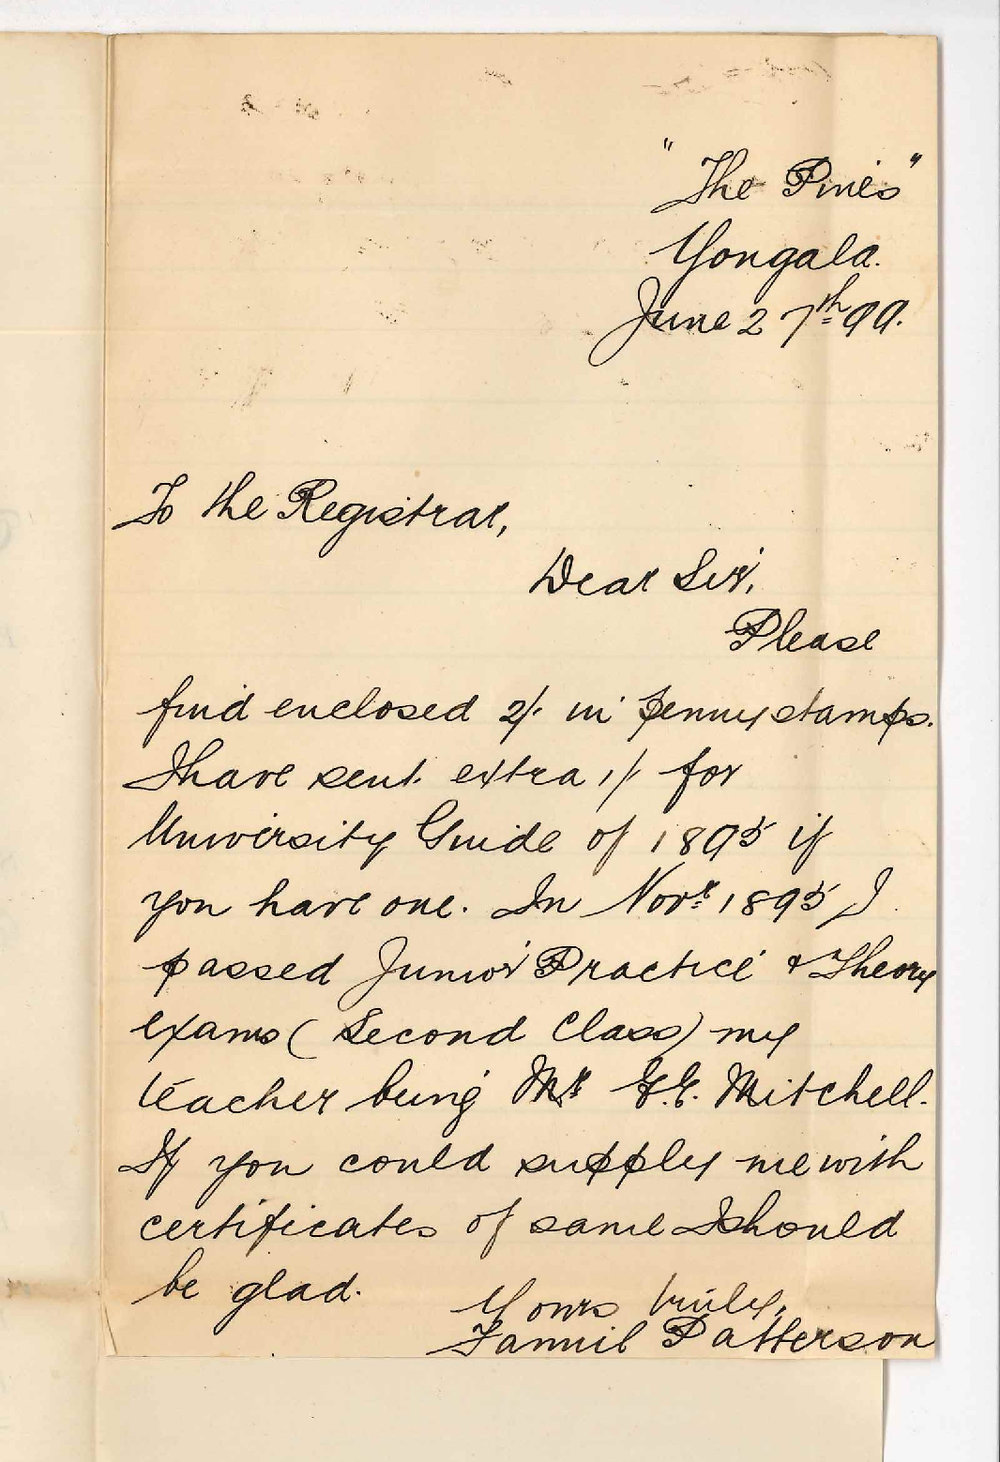 "The Pines"
Yongala.
June 27th 99.
To the Registrar,
Dear Sir,
Please
find enclosed 2/. in penny stamps.
I have sent extra 1/. for
University Guide of 1895 if
you have one. In Novr 1895 I
passed Junior Practice & Theory
exams (Second Class) my
teacher being Mr G.E. Mitchell.
If you could supply me with
certificates of same I should
be glad.
Yours truly,
Fannie Patterson